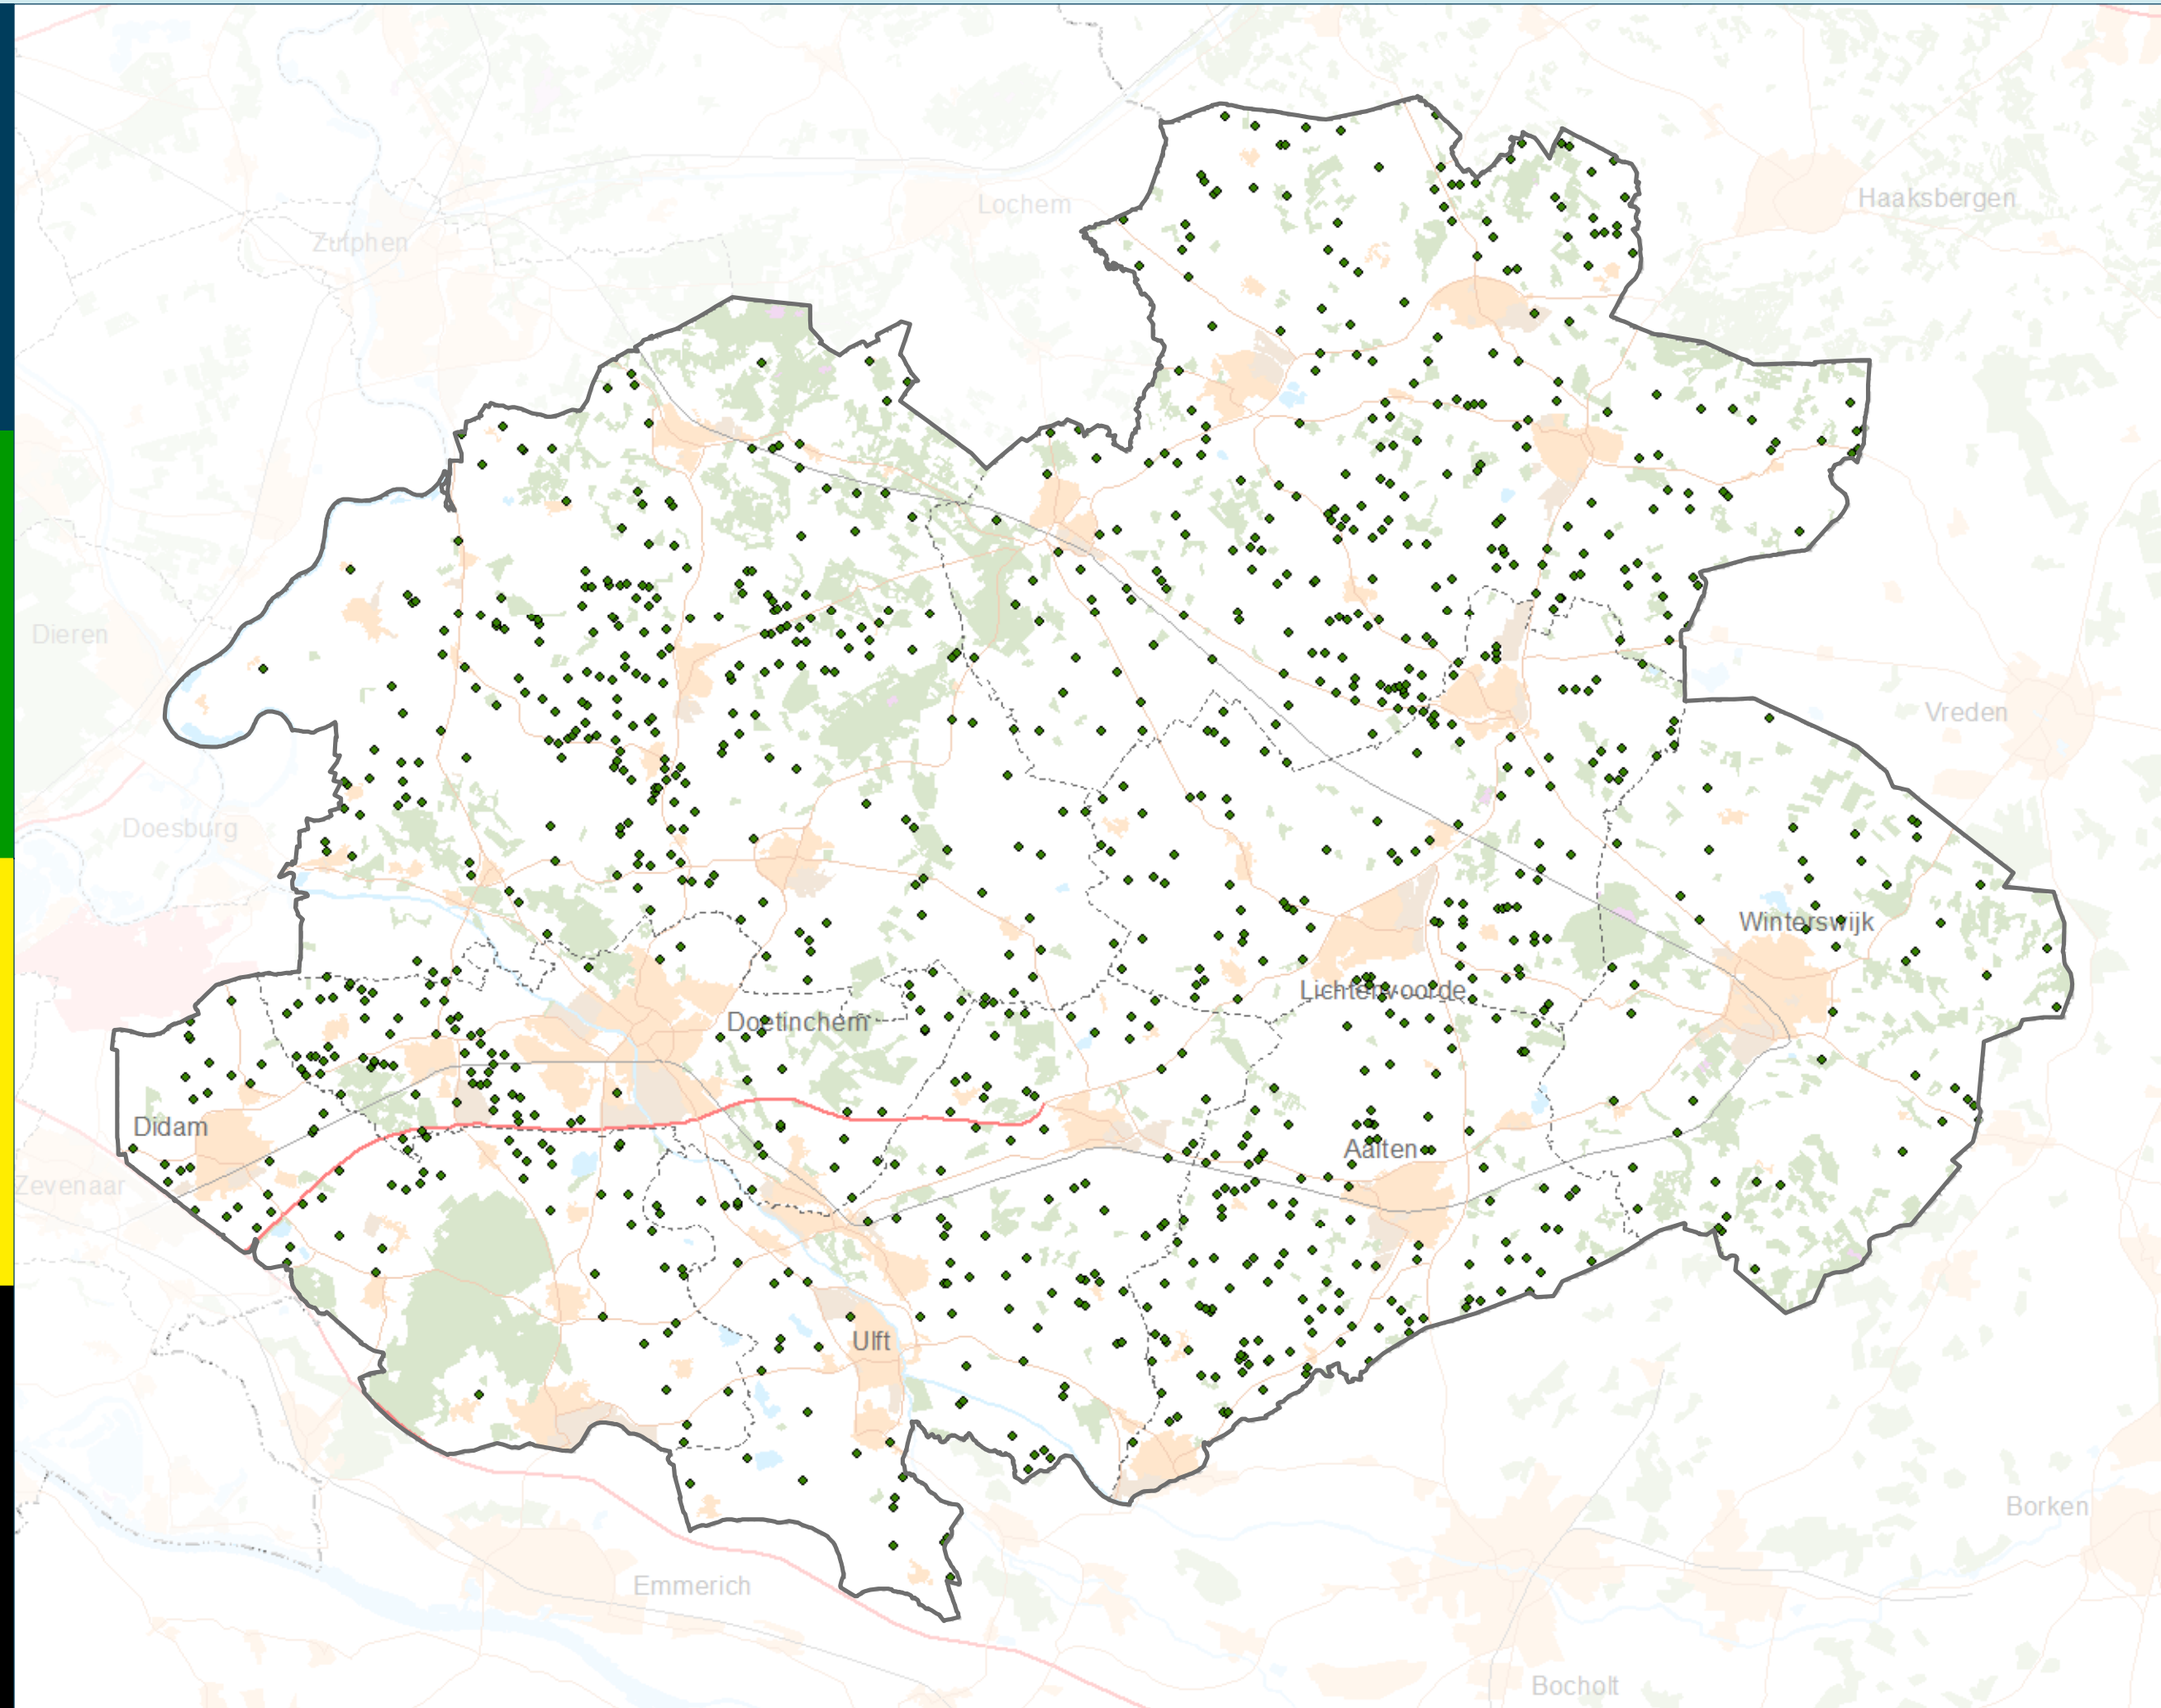 Haaksbergen
Lochem
Zutphen
Dieren
Vreden
Doesburg
Winterswijk
Lichtenvoorde
Doetinchem
Didam
Aalten
Zevenaar
Ulft
Borken
Emmerich
Bocholt